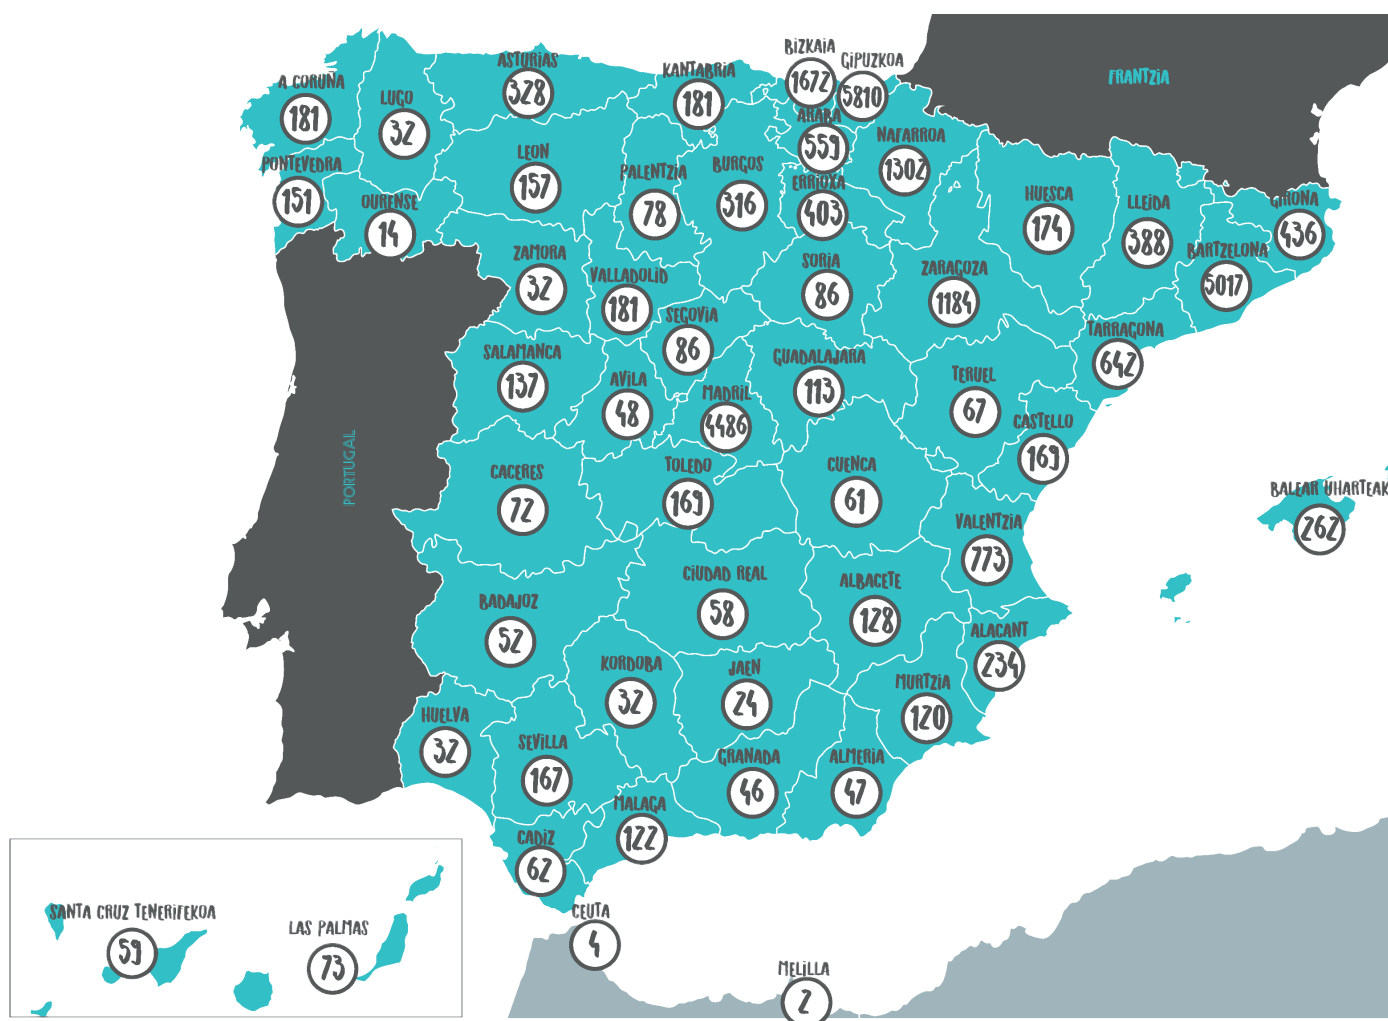 BIZKAIA
1672
GIPUZKOA
5810
ASTURIAS
328
KANTABRIA
181
FRANTZIA
A CORUÑA
181
LUGO
32
ARABA
559
NAFARROA
1302
LEON
157
PONTEVEDRA
151
PALENTZIA
78
BURGOS
316
ERRIOXA
403
OURENSE
14
HUESCA
174
LLEIDA
388
GIRONA
436
BARTZELONA
5017
ZAMORA
32
VALLADOLID
181
SORIA
86
ZARAGOZA
1184
SEGOVIA
86
TARRAGONA
642
SALAMANCA
137
AVILA
48
MADRIL
4486
GUADALAJARA
113
TERUEL
67
CASTELLO
169
PORTUGAL
CACERES
72
TOLEDO
169
CUENCA
61
BALEAR UHARTEAK
262
VALENTZIA
773
BADAJOZ
52
CIUDAD REAL
58
ALBACETE
128
ALACANT
234
KORDOBA
32
JAEN
24
MURTZIA
120
HUELVA
32
SEVILLA
167
GRANADA
46
ALMERIA
47
MALAGA
122
CADIZ
62
CEUTA
4
MELILLA
2
SANTA CRUZ TENERIFEKOA
59
LAS PALMAS
73